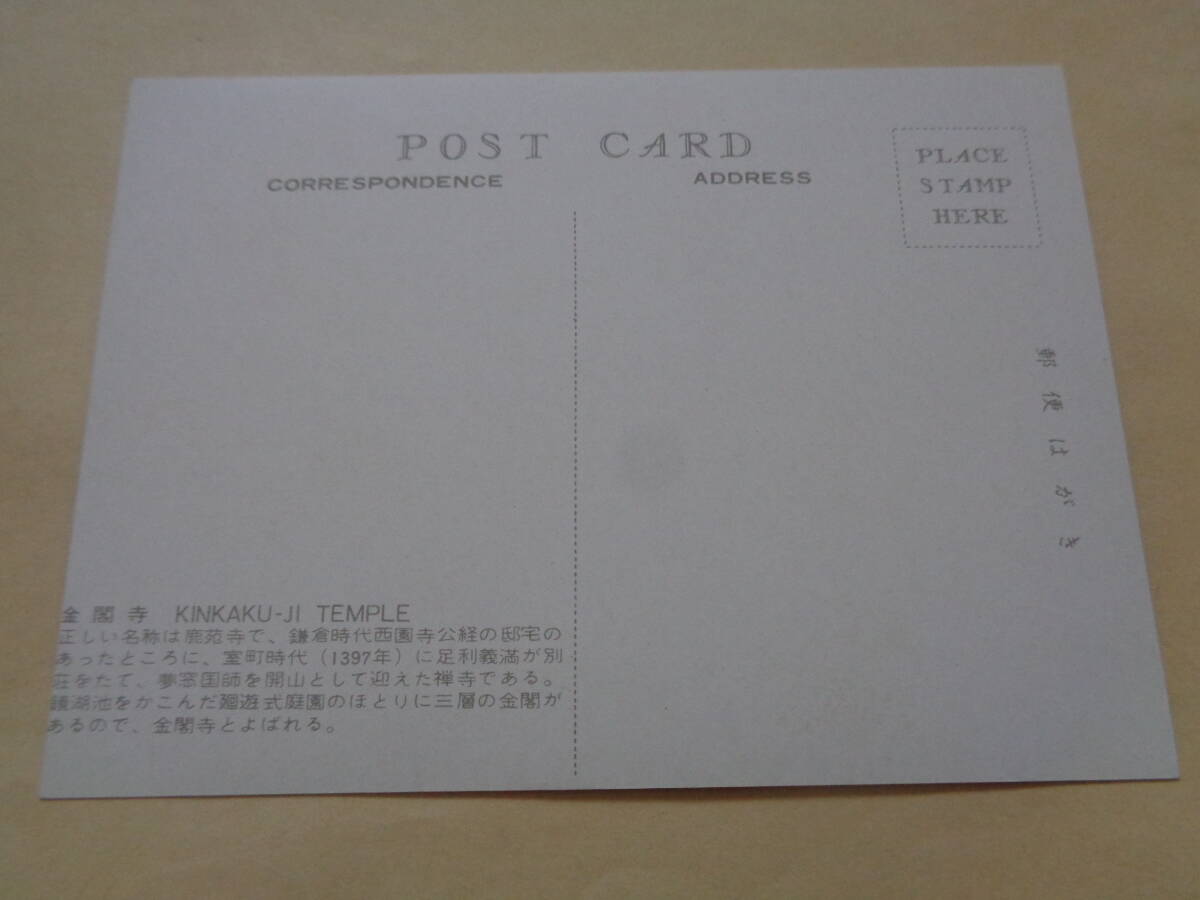 POST CARD
CORRESPONDENCE
ADDRESS
PLACE
STAMP
HERE
郵便はがき
金閣寺 KINKAKU-JI TEMPLE
正しい名称は鹿苑寺で、鎌倉時代西園寺公経の邸宅の
あったところに、室町時代(1397年)に足利義満が別
荘をたて、夢窓国師を開山として迎えた禅寺である。
鏡湖池をかこんだ廻遊式庭園のほとりに三層の金閣が
あるので、金閣寺とよばれる。